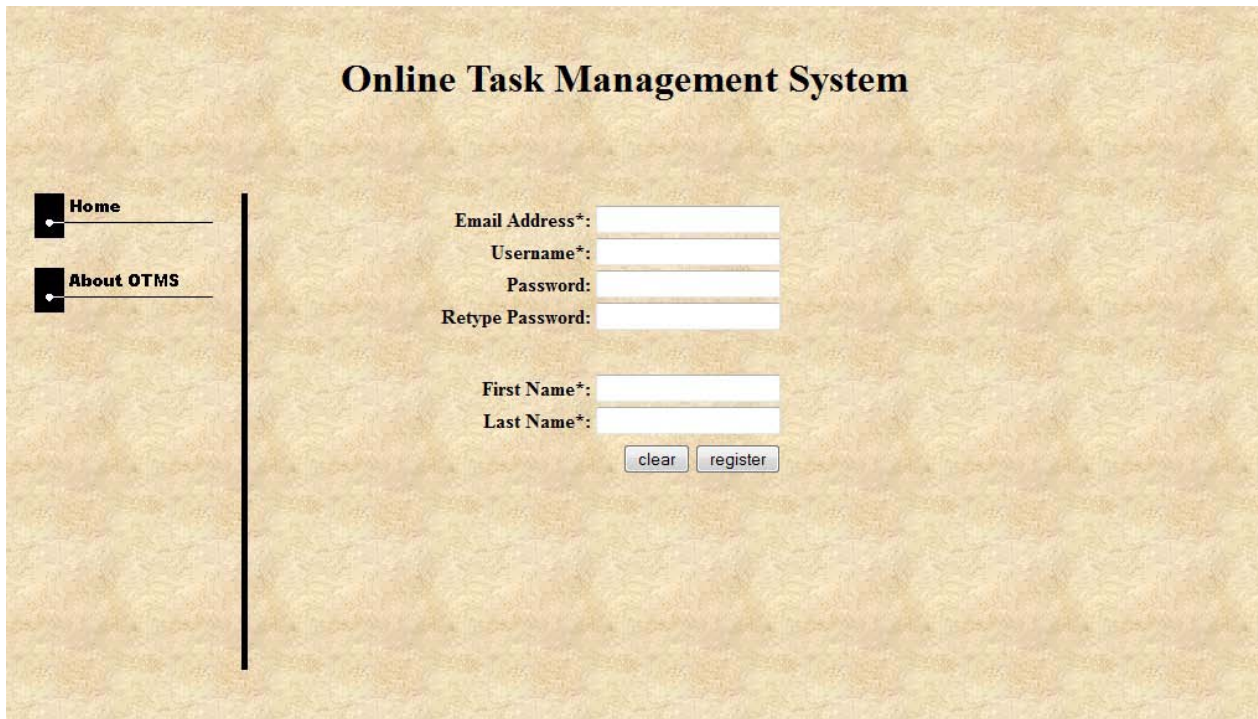 Online Task Management System
Home
About OTMS
Email Address*:
Username*:
Password:
Retype Password:
First Name*:
Last Name*:
clear register